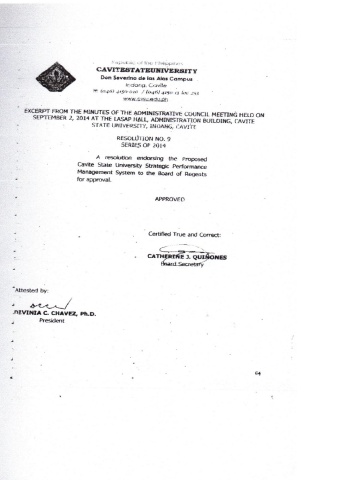 Republic of the Philippines
CAVITESTATEUNIVERSITY
Don Severino de las Alas Campus
Indang, Cavite
www.cvsu.edu.ph
EXCERPT FROM THE MINUTES OF THE ADMINISTRATIVE COUNCIL MEETING HELD ON
SEPTEMBER 2, 2014 AT THE LASAP HALL, ADMINISTRATION BUILDING, CAVITE
STATE UNIVERSITY, INDANG, CAVITE
RESOLUTION NO. 9
SERIES OF 2014
A resolution endorsing the Proposed
Cavite State University Strategic Performance
Management System to the Board of Regents
for approval.
APPROVED
Certified True and Correct:
CATHERINE J. QUIÑONES
Board Secretary
Attested by:
DIVINIA C. CHAVEZ, Ph.D.
President
64